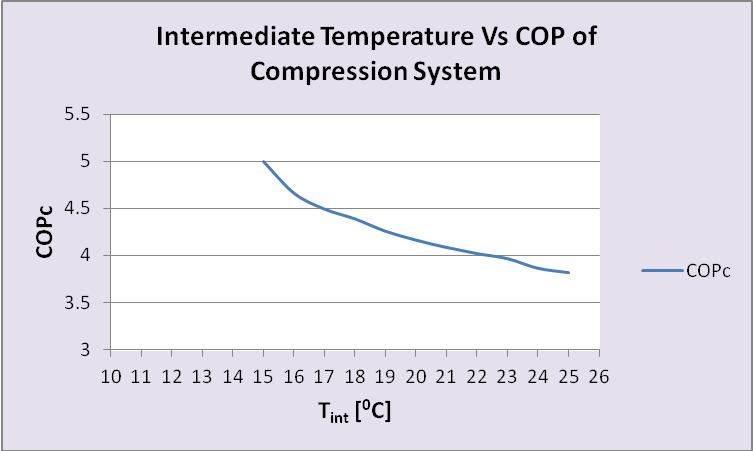 Intermediate Temperature Vs COP of
Compression System
5.5
5
4.5
4
3.5
3
COPc
10 11 12 13 14 15 16 17 18 19 20 21 22 23 24 25 26
Tint [⁰C]
COPc